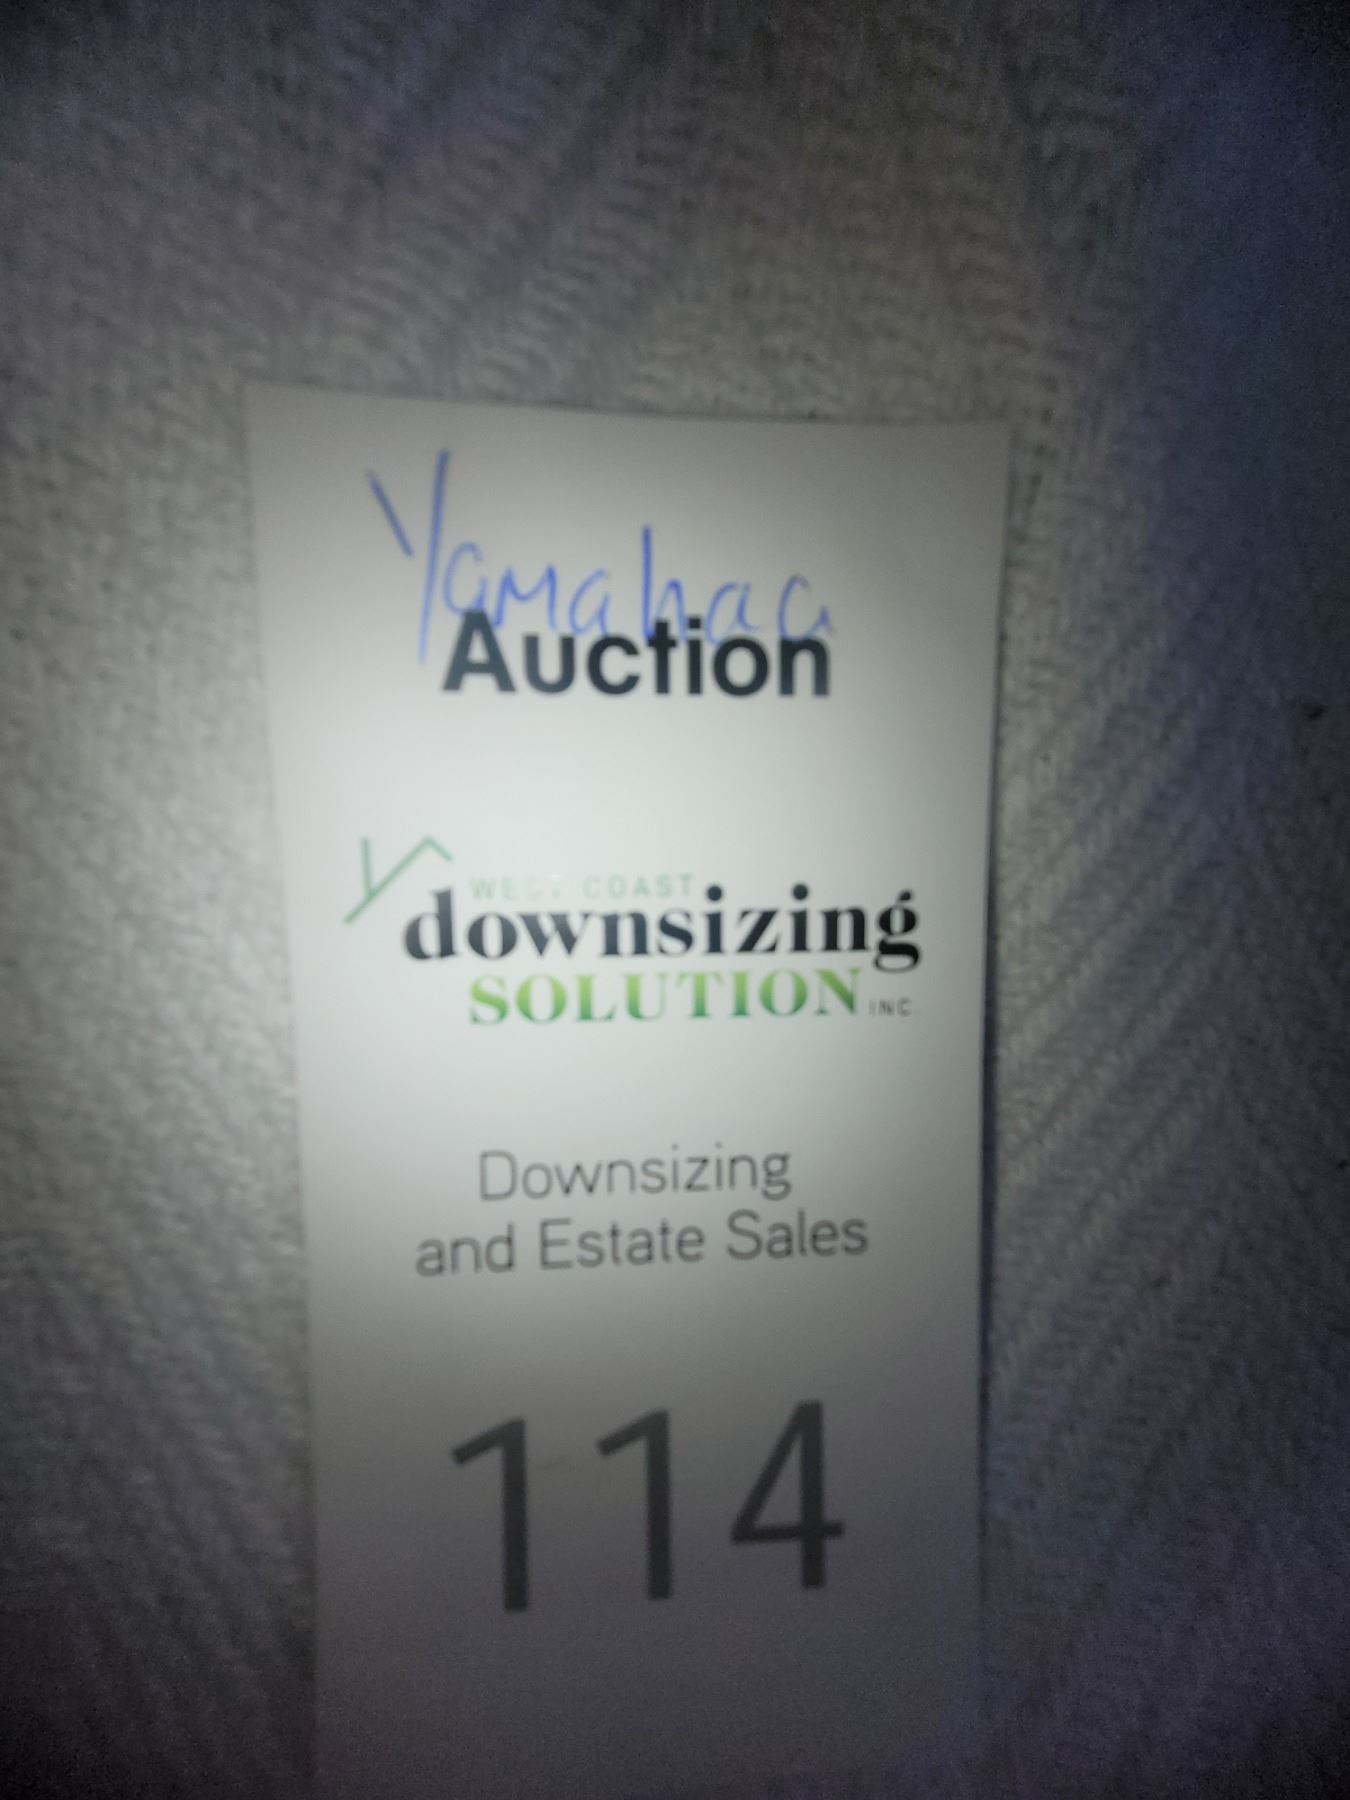 Yamahaa
Auction
WEST COAST
downsizing
SOLUTION INC.
Downsizing
and Estate Sales
114